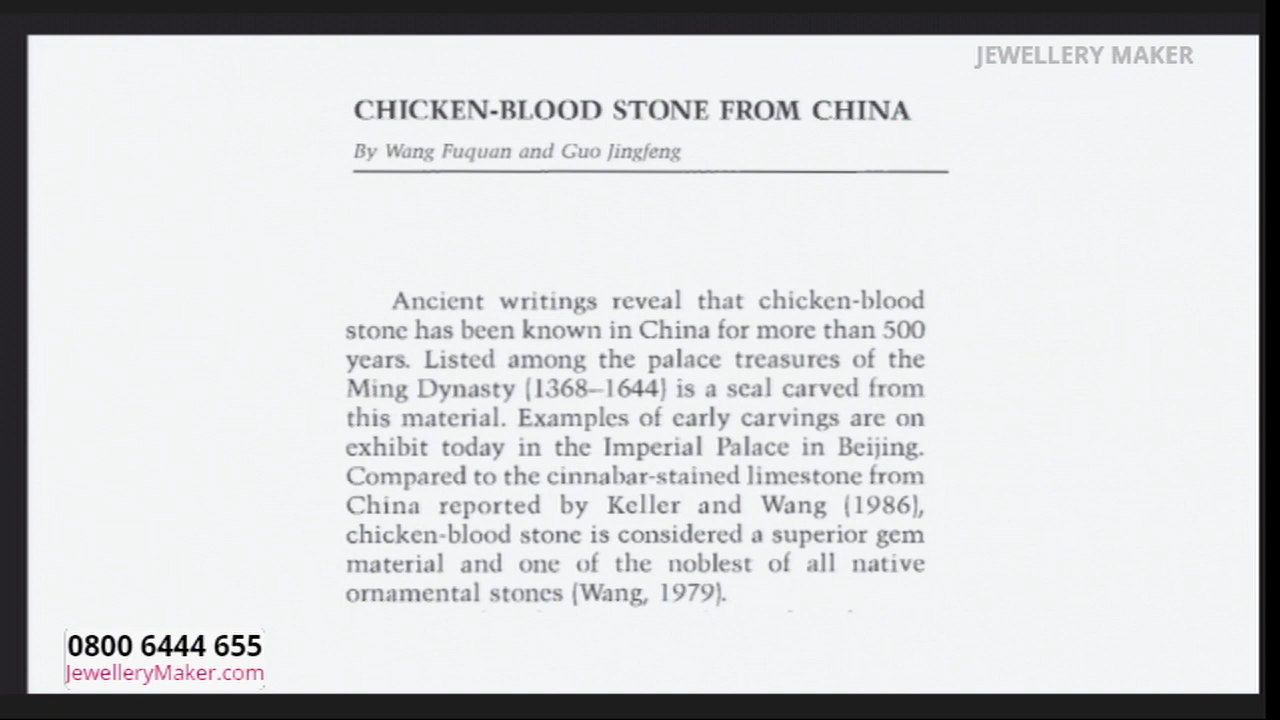 JEWELLERY MAKER
CHICKEN-BLOOD STONE FROM CHINA
By Wang Fuquan and Guo Jingfeng
Ancient writings reveal that chicken-blood
stone has been known in China for more than 500
years. Listed among the palace treasures of the
Ming Dynasty (1368–1644) is a seal carved from
this material. Examples of early carvings are on
exhibit today in the Imperial Palace in Beijing.
Compared to the cinnabar-stained limestone from
China reported by Keller and Wang (1986),
chicken-blood stone is considered a superior gem
material and one of the noblest of all native
ornamental stones (Wang, 1979).
0800 6444 655
JewelleryMaker.com